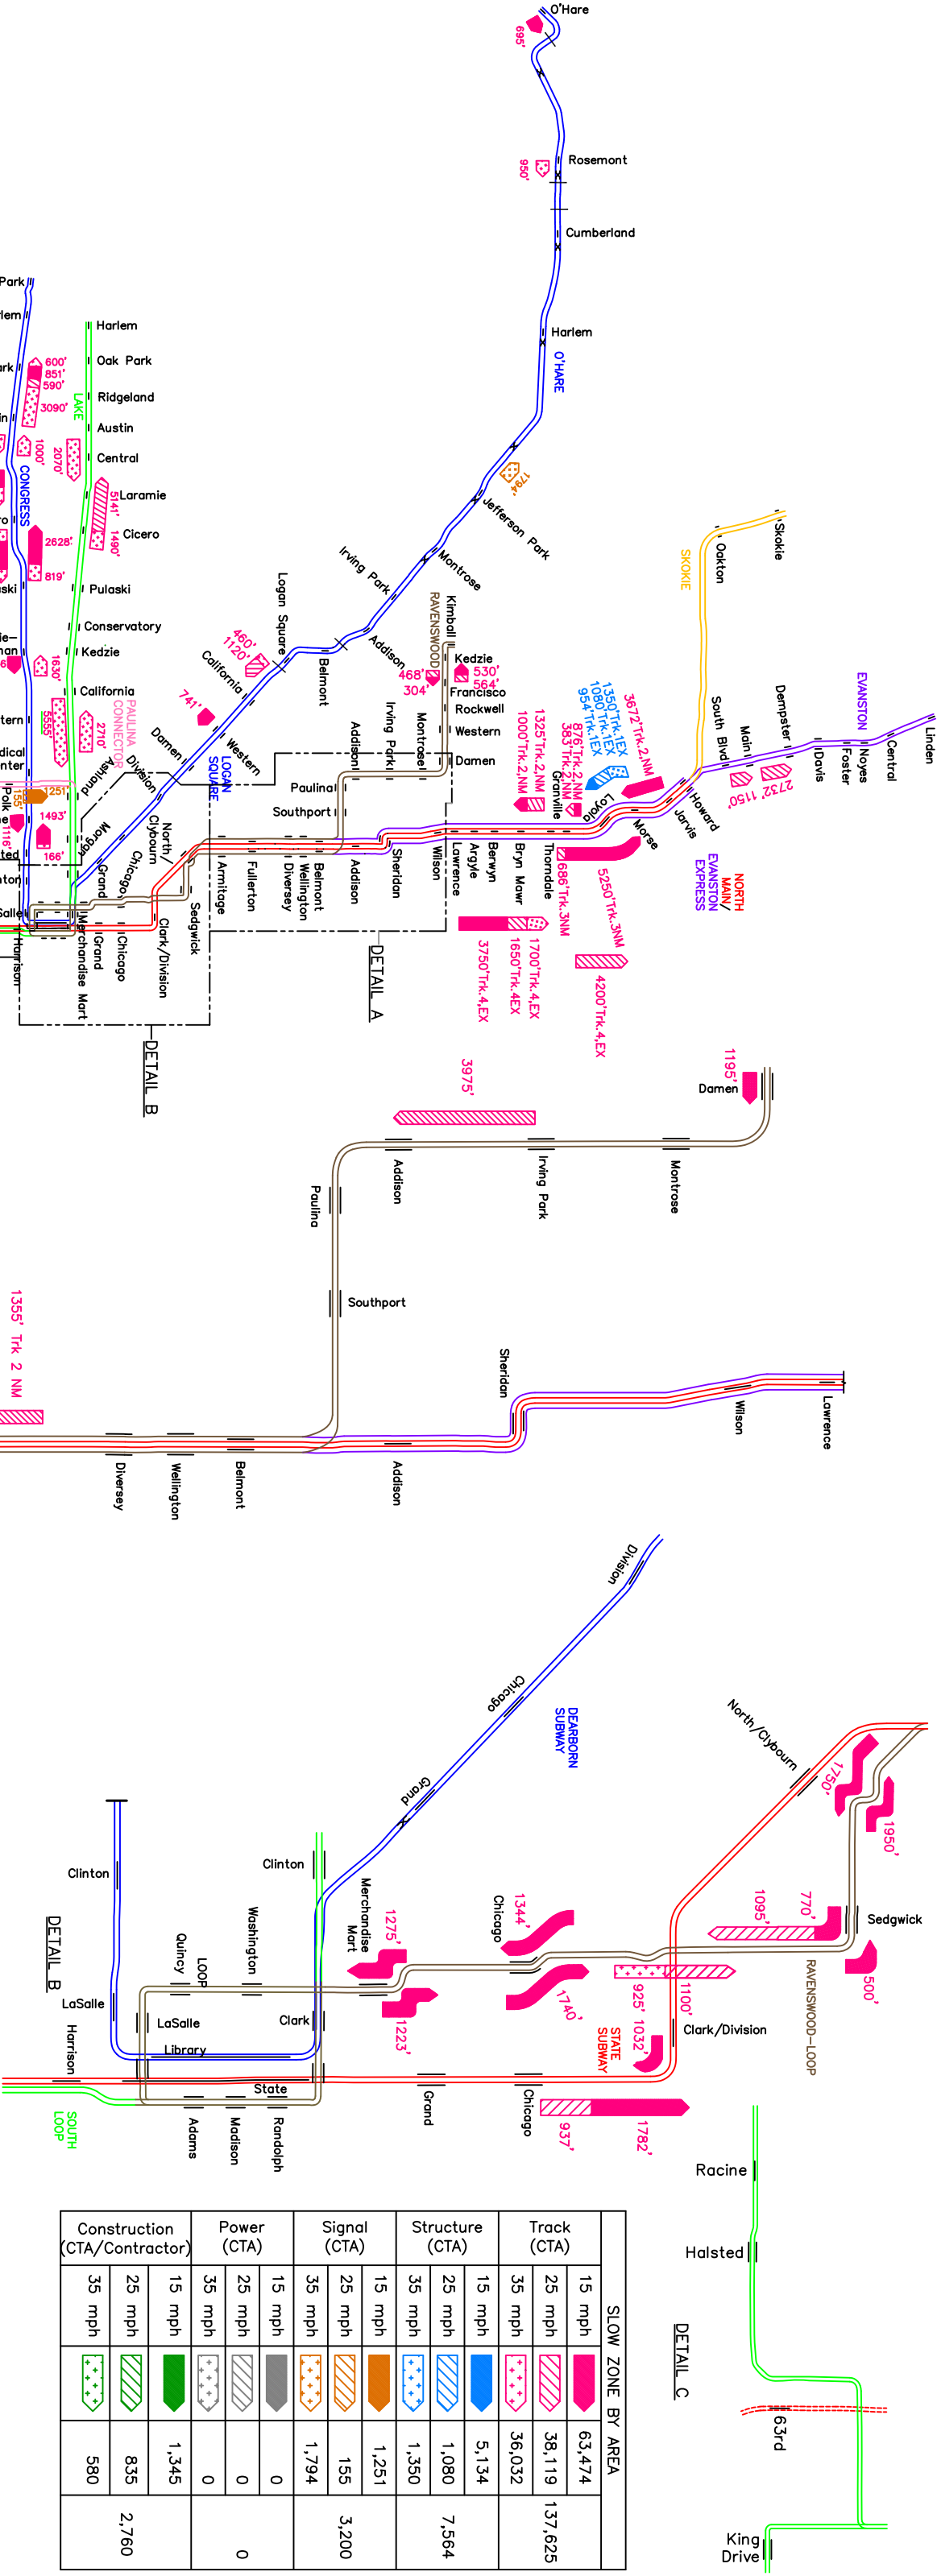 O'Hare
695'
Rosemont
950'
Cumberland
Harlem
O'HARE
1794'
Jefferson Park
Montrose
Irving Park
Addison
Belmont
Logan Square
460'
1120'
California
741'
Western
Damen
LOGAN
SQUARE
Division
Chicago
Grand
Morgan
Ashland
Park
CONGRESS
600'
851'
590'
3090'
1000'
2628'
819'
1630'
1251'
155'
1116'
1493'
166'
Polk
Harlem
Oak Park
Ridgeland
Austin
LAKE
Central
2070'
Laramie
5141'
1490'
Cicero
Pulaski
Conservatory
Kedzie
California
5555'
2710'
PAULINA
CONNECTOR
Kimball
RAVENSWOOD
Kedzie
530'
564'
468'
304'
Francisco
Rockwell
Western
Damen
Montrose
Irving Park
Addison
Paulina
Southport
Skokie
Oakton
SKOKIE
Linden
Central
Noyes
Foster
Davis
EVANSTON
Dempster
Main
South Blvd
2732'
1150'
Howard
Jarvis
Morse
Loyola
Granville
Thorndale
Bryn Mawr
Berwyn
Argyle
Lawrence
Wilson
Sheridan
Addison
Belmont
Wellington
Diversey
Fullerton
Armitage
North/
Clybourn
Sedgwick
Clark/Division
Chicago
Grand
Merchandise Mart
Harrison
NORTH
MAIN/
EVANSTON
EXPRESS
3672'Trk.2,NM
1350'Trk.1EX
1080'Trk.1EX
954'Trk.1EX
876'Trk.2,NM
383'Trk.2,NM
1325'Trk.2,NM
1000'Trk.2,NM
686'Trk.3NM
5250'Trk.3NM
4200'Trk.4,EX
1700'Trk.4,EX
1650'Trk.4EX
3750'Trk.4,EX
DETAIL A
DETAIL B
1195'
Damen
Montrose
Irving Park
3975'
Addison
Paulina
Southport
Lawrence
Wilson
Sheridan
Addison
Belmont
Wellington
Diversey
1355' Trk 2 NM
Division
Chicago
DEARBORN
SUBWAY
Grand
Clinton
Clinton
LaSalle
DETAIL B
North/Clybourn
1750'
1950'
Sedgwick
770'
1095'
500'
RAVENSWOOD-LOOP
1344'
Chicago
1740'
925'
1100'
1032'
Clark/Division
STATE
SUBWAY
Merchandise
Mart
1275'
1223'
Washington
Quincy
LOOP
LaSalle
Library
Clark
State
Harrison
SOUTH
LOOP
Adams
Madison
Randolph
Grand
Chicago
937'
1782'
Racine
Halsted
63rd
King
Drive
DETAIL C
SLOW ZONE BY AREA
Track
(CTA)
15 mph 63,474
25 mph 38,119
35 mph 36,032
137,625
Structure
(CTA)
15 mph 5,134
25 mph 1,080
35 mph 1,350
7,564
Signal
(CTA)
15 mph 1,251
25 mph 155
35 mph 1,794
3,200
Power
(CTA)
15 mph 0
25 mph 0
35 mph 0
0
Construction
(CTA/Contractor)
15 mph 1,345
25 mph 835
35 mph 580
2,760